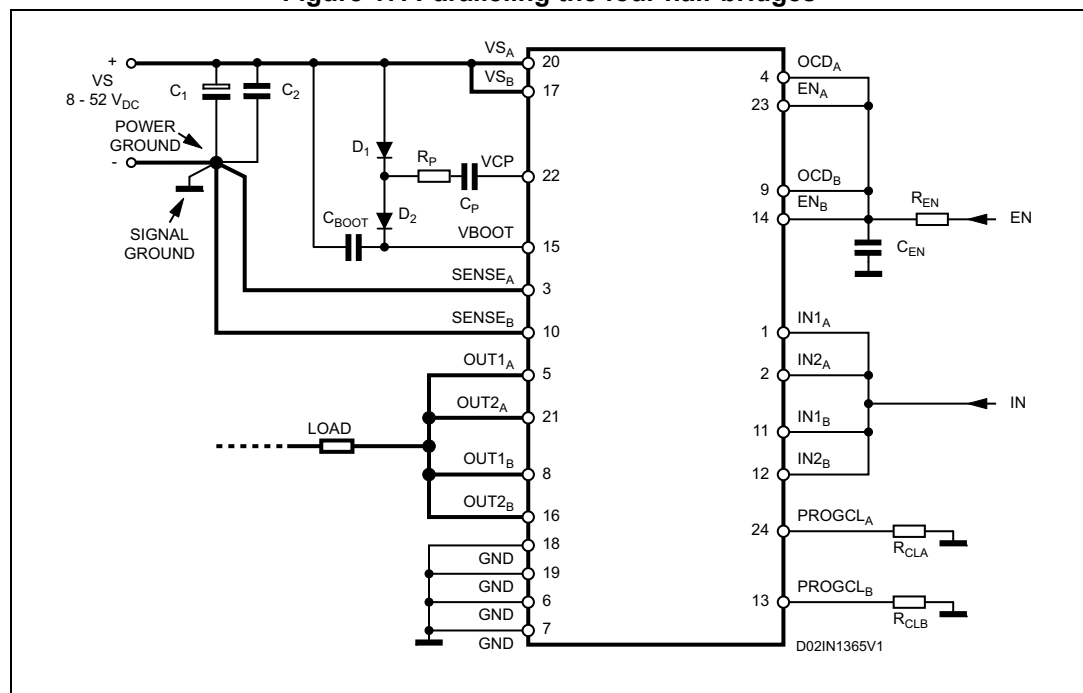 Figure 17. Paralleling the four half-bridges
+
VS
8 - 52 VDC
C1
C2
POWER
GROUND
-
SIGNAL
GROUND
D1
RP
CP
D2
CBOOT
VSA
20
VSB
17
VCP
22
VBOOT
15
SENSEA
3
SENSEB
10
OUT1A
5
OUT2A
21
LOAD
OUT1B
8
OUT2B
16
18
GND
19
GND
6
GND
7
GND
4
OCDA
23
ENA
9
OCDB
14
ENB
REN
EN
CEN
1
IN1A
2
IN2A
IN
11
IN1B
12
IN2B
24
PROGCLA
RCLA
13
PROGCLB
RCLB
D02IN1365V1